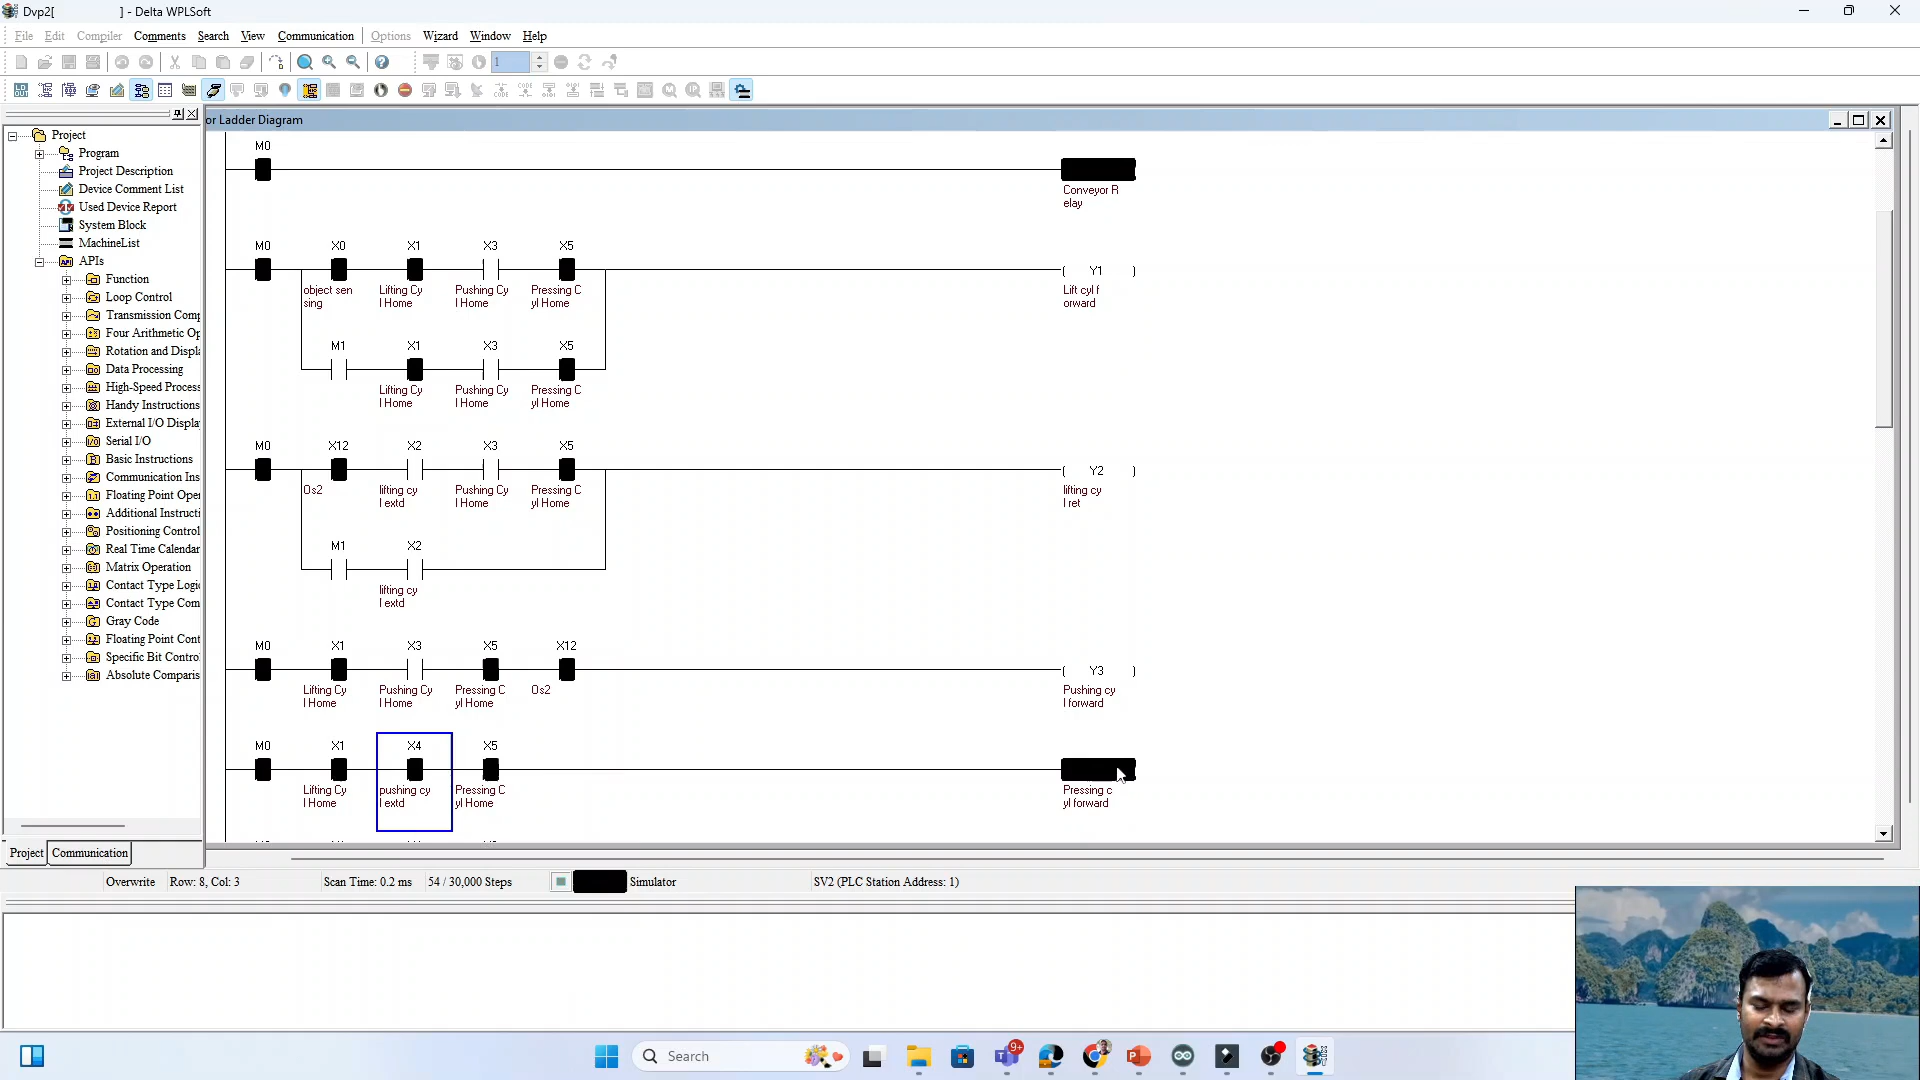 Dvp2[ ] - Delta WPLSoft
File Edit Compiler Comments Search View Communication Options Wizard Window Help
1
or Ladder Diagram
Project
Program
Project Description
Device Comment List
Used Device Report
System Block
MachineList
APIs
Function
Loop Control
Transmission Comp
Four Arithmetic Op
Rotation and Displa
Data Processing
High-Speed Process
Handy Instructions
External I/O Display
Serial I/O
Basic Instructions
Communication Ins
Floating Point Oper
Additional Instructi
Positioning Control
Real Time Calendar
Matrix Operation
Contact Type Logic
Contact Type Com
Gray Code
Floating Point Cont
Specific Bit Control
Absolute Comparis
Project Communication
M0
Conveyor R
elay
M0 X0 X1 X3 X5
Y1
object sen
sing
Lifting Cy
l Home
Pushing Cy
l Home
Pressing C
yl Home
Lift cyl f
orward
M1 X1 X3 X5
Lifting Cy
l Home
Pushing Cy
l Home
Pressing C
yl Home
M0 X12 X2 X3 X5
Y2
Os2
lifting cy
l extd
Pushing Cy
l Home
Pressing C
yl Home
lifting cy
l ret
M1 X2
lifting cy
l extd
M0 X1 X3 X5 X12
Y3
Lifting Cy
l Home
Pushing Cy
l Home
Pressing C
yl Home
Os2
Pushing cy
l forward
M0 X1 X4 X5
Lifting Cy
l Home
pushing cy
l extd
Pressing C
yl Home
Pressing c
yl forward
Overwrite Row: 8, Col: 3 Scan Time: 0.2 ms 54 / 30,000 Steps Simulator SV2 (PLC Station Address: 1)
Search
9+